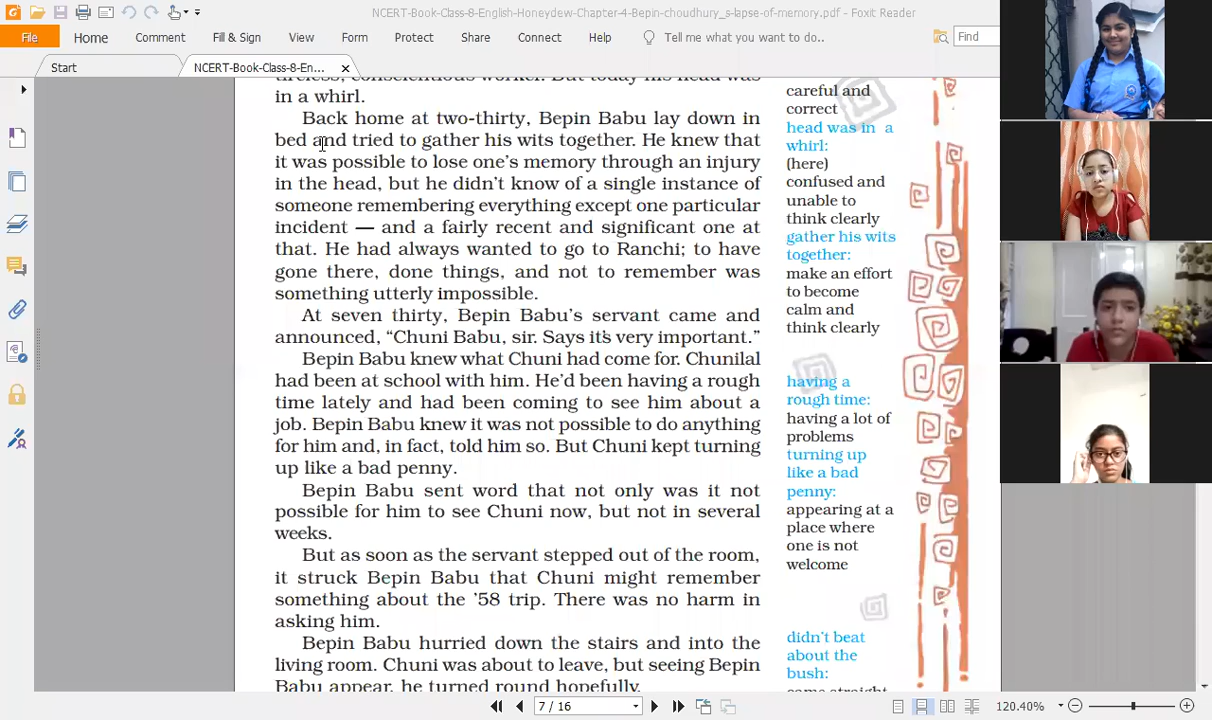 NCERT-Book-Class-8-English-Honeydew-Chapter-4-Bepin-choudhury_s-lapse-of-memory.pdf - Foxit Reader
File Home Comment Fill & Sign View Form Protect Share Connect Help Tell me what you want to do.. Find
Start NCERT-Book-Class-8-En...
tireless, conscientious worker. But today his head was
in a whirl.
Back home at two-thirty, Bepin Babu lay down in
bed and tried to gather his wits together. He knew that
it was possible to lose one's memory through an injury
in the head, but he didn't know of a single instance of
someone remembering everything except one particular
incident — and a fairly recent and significant one at
that. He had always wanted to go to Ranchi; to have
gone there, done things, and not to remember was
something utterly impossible.
At seven thirty, Bepin Babu's servant came and
announced, "Chuni Babu, sir. Says it's very important."
Bepin Babu knew what Chuni had come for. Chunilal
had been at school with him. He'd been having a rough
time lately and had been coming to see him about a
job. Bepin Babu knew it was not possible to do anything
for him and, in fact, told him so. But Chuni kept turning
up like a bad penny.
Bepin Babu sent word that not only was it not
possible for him to see Chuni now, but not in several
weeks.
But as soon as the servant stepped out of the room,
it struck Bepin Babu that Chuni might remember
something about the '58 trip. There was no harm in
asking him.
Bepin Babu hurried down the stairs and into the
living room. Chuni was about to leave, but seeing Bepin
Babu appear, he turned round hopefully.
careful and
correct
head was in a
whirl:
(here)
confused and
unable to
think clearly
gather his wits
together:
make an effort
to become
calm and
think clearly
having a
rough time:
having a lot of
problems
turning up
like a bad
penny:
appearing at a
place where
one is not
welcome
didn't beat
about the
bush:
came straight
7 / 16
120.40%